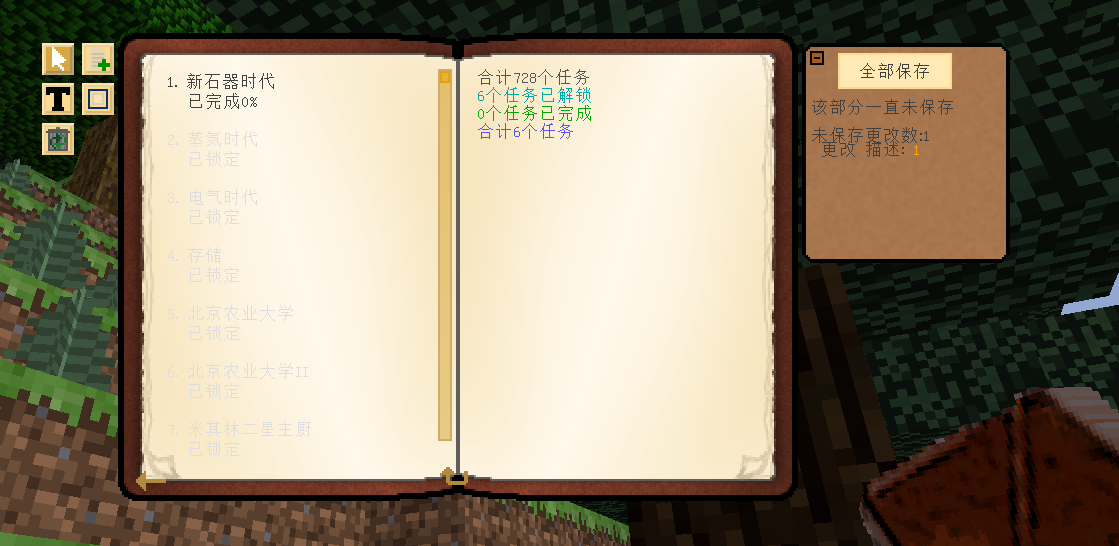 1. 新石器时代
已完成0%
2. 蒸气时代
已锁定
3. 电气时代
已锁定
4. 存储
已锁定
5. 北京农业大学
已锁定
6. 北京农业大学II
已锁定
7. 米其林二星主厨
已锁定
合计728个任务
6个任务已解锁
0个任务已完成
合计6个任务
全部保存
该部分一直未保存
未保存更改数:1
更改 描述: 1
T